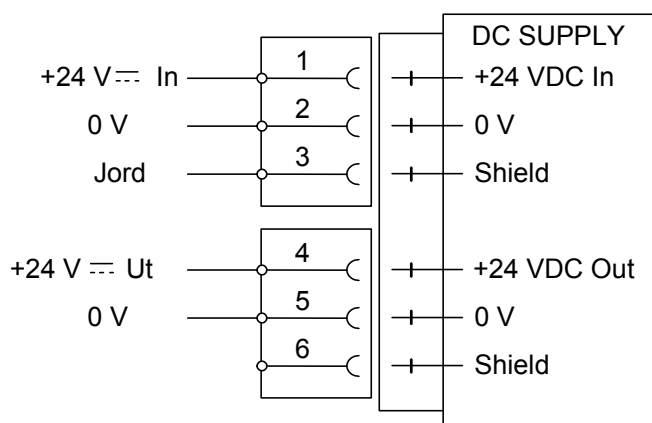 DC SUPPLY
+24 V⎓ In 1 +24 VDC In
0 V 2 0 V
Jord 3 Shield
+24 V ⎓ Ut 4 +24 VDC Out
0 V 5 0 V
6 Shield